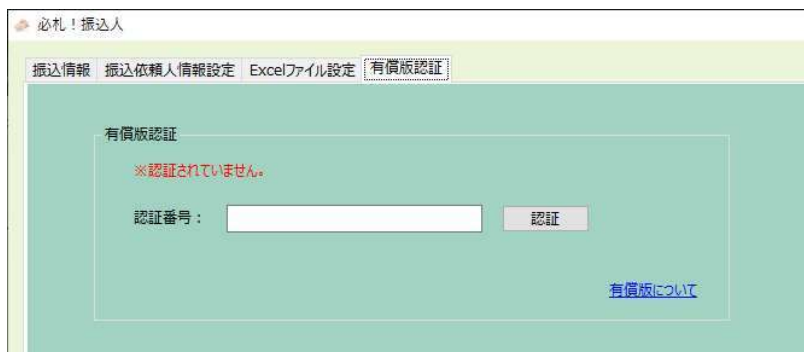 必札！振込人
振込情報 振込依頼人情報設定 Excelファイル設定 有償版認証
有償版認証
※認証されていません。
認証番号： 認証
有償版について